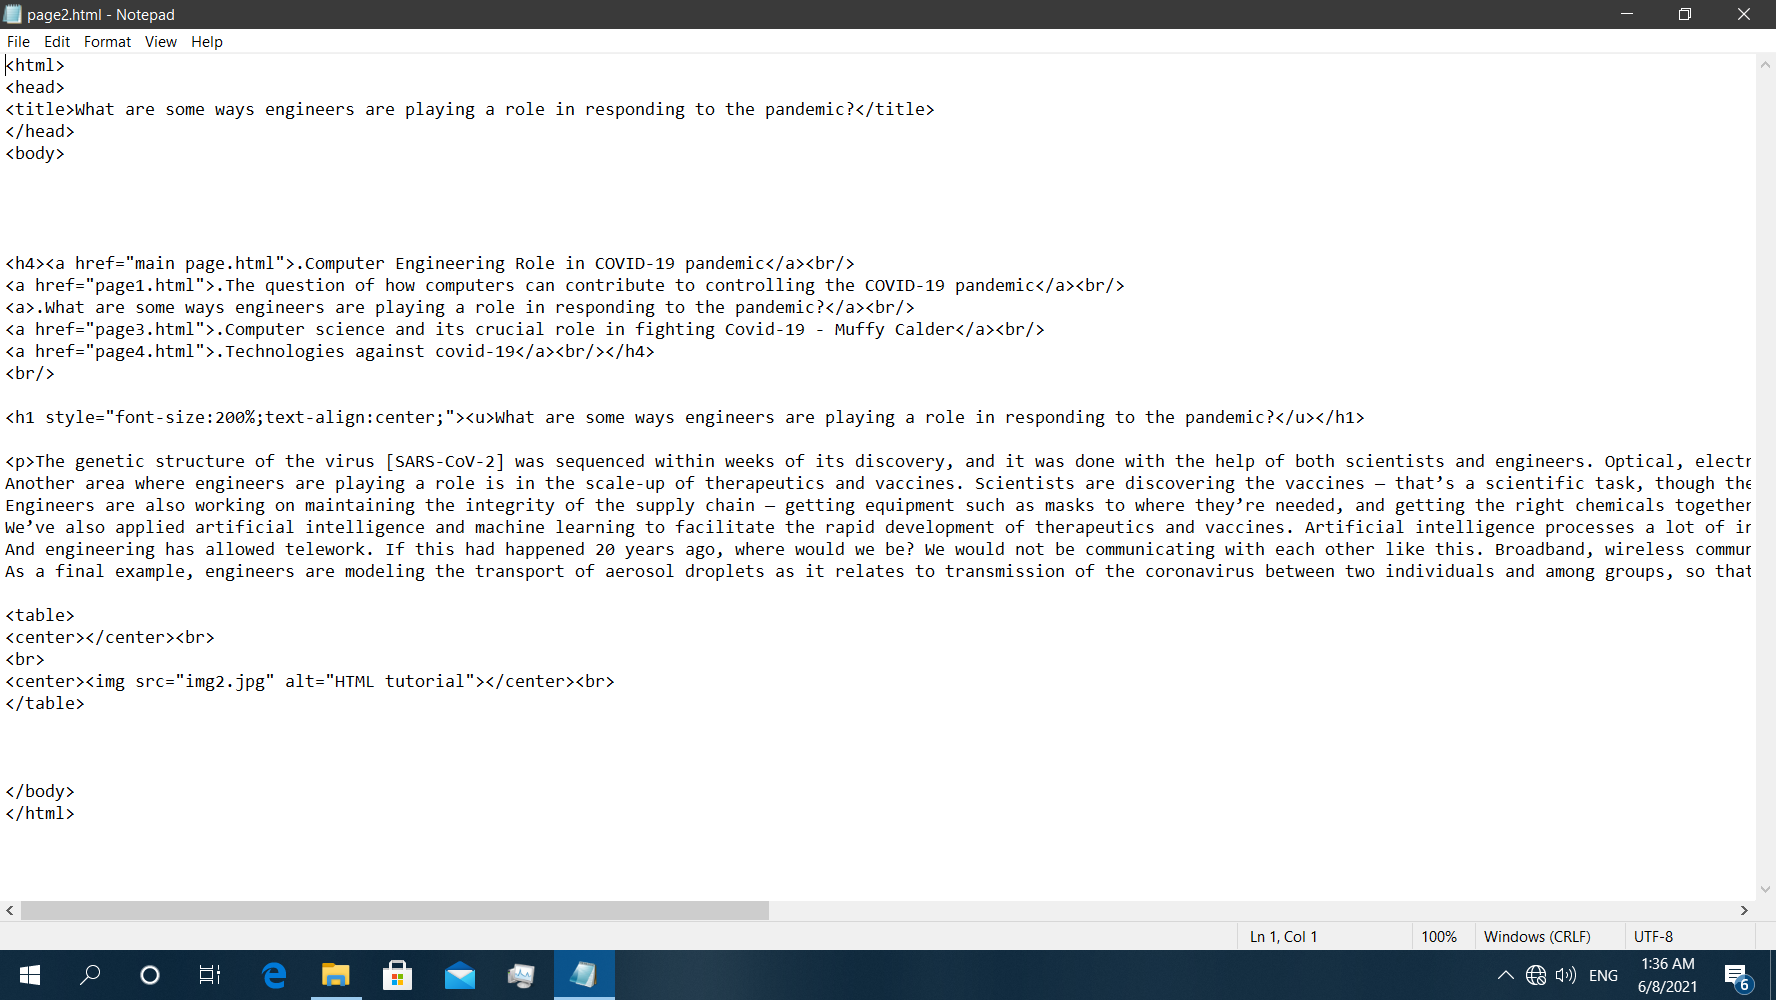 page2.html - Notepad
File Edit Format View Help
<html>
<head>
<title>What are some ways engineers are playing a role in responding to the pandemic?</title>
</head>
<body>
<h4><a href="main page.html">.Computer Engineering Role in COVID-19 pandemic</a><br/>
<a href="page1.html">.The question of how computers can contribute to controlling the COVID-19 pandemic</a><br/>
<a>.What are some ways engineers are playing a role in responding to the pandemic?</a><br/>
<a href="page3.html">.Computer science and its crucial role in fighting Covid-19 - Muffy Calder</a><br/>
<a href="page4.html">.Technologies against covid-19</a><br/></h4>
<br/>
<h1 style="font-size:200%;text-align:center;"><u>What are some ways engineers are playing a role in responding to the pandemic?</u></h1>
<p>The genetic structure of the virus [SARS-CoV-2] was sequenced within weeks of its discovery, and it was done with the help of both scientists and engineers. Optical, electr
Another area where engineers are playing a role is in the scale-up of therapeutics and vaccines. Scientists are discovering the vaccines — that’s a scientific task, though the
Engineers are also working on maintaining the integrity of the supply chain — getting equipment such as masks to where they’re needed, and getting the right chemicals together
We’ve also applied artificial intelligence and machine learning to facilitate the rapid development of therapeutics and vaccines. Artificial intelligence processes a lot of in
And engineering has allowed telework. If this had happened 20 years ago, where would we be? We would not be communicating with each other like this. Broadband, wireless commun
As a final example, engineers are modeling the transport of aerosol droplets as it relates to transmission of the coronavirus between two individuals and among groups, so that
<table>
<center></center><br>
<br>
<center><img src="img2.jpg" alt="HTML tutorial"></center><br>
</table>
</body>
</html>
Ln 1, Col 1 100% Windows (CRLF) UTF-8
ENG
1:36 AM
6/8/2021
6